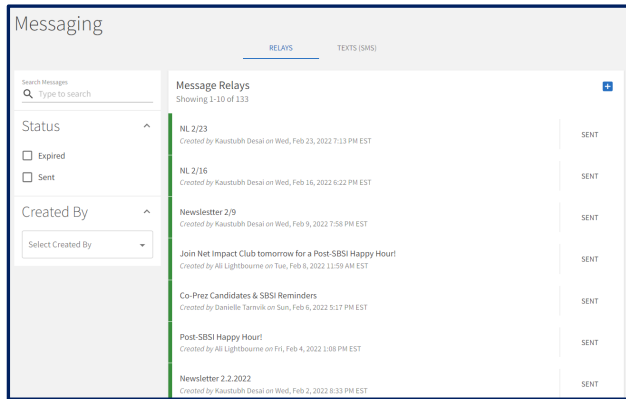 Messaging
RELAYS
TEXTS (SMS)
Search Messages
Type to search
Status
Expired
Sent
Created By
Select Created By
Message Relays
Showing 1-10 of 133
NL 2/23
Created by Kaustubh Desai on Wed, Feb 23, 2022 7:13 PM EST
SENT
NL 2/16
Created by Kaustubh Desai on Wed, Feb 16, 2022 6:22 PM EST
SENT
Newslestter 2/9
Created by Kaustubh Desai on Wed, Feb 9, 2022 7:58 PM EST
SENT
Join Net Impact Club tomorrow for a Post-SBSI Happy Hour!
Created by Ali Lightbourne on Tue, Feb 8, 2022 11:59 AM EST
SENT
Co-Prez Candidates & SBSI Reminders
Created by Danielle Tarnvik on Sun, Feb 6, 2022 5:17 PM EST
SENT
Post-SBSI Happy Hour!
Created by Ali Lightbourne on Fri, Feb 4, 2022 1:08 PM EST
SENT
Newsletter 2.2.2022
Created by Kaustubh Desai on Wed, Feb 2, 2022 8:33 PM EST
SENT